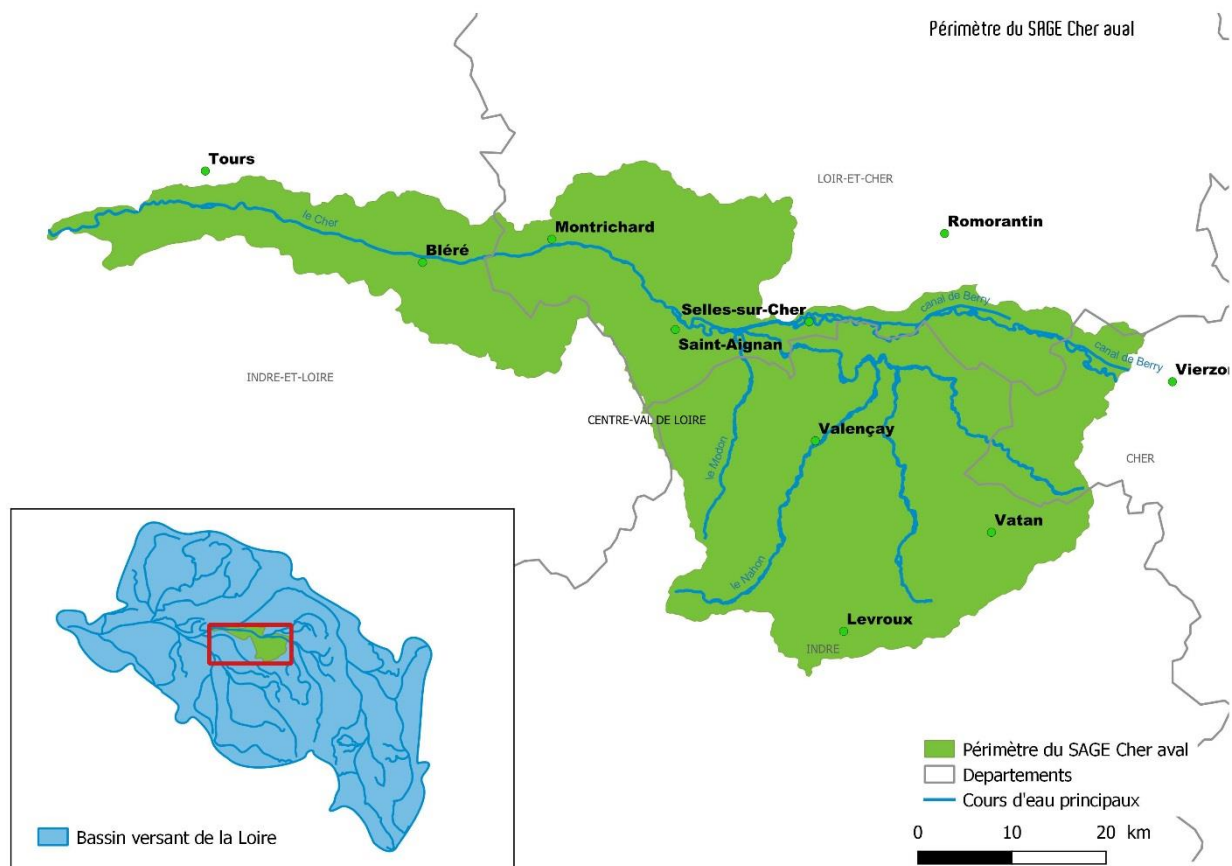 Périmètre du SAGE Cher aval
Tours
LOIR-ET-CHER
le Cher
Montrichard
Romorantin
Bléré
canal de Berry
Selles-sur-Cher
Saint-Aignan
canal de Berry
Vierzo
INDRE-ET-LOIRE
CENTRE-VAL DE LOIRE
Valençay
le Modon
CHER
Vatan
le Nahon
Levroux
INDRE
Périmètre du SAGE Cher aval
Departements
Cours d'eau principaux
0 10 20 km
Bassin versant de la Loire